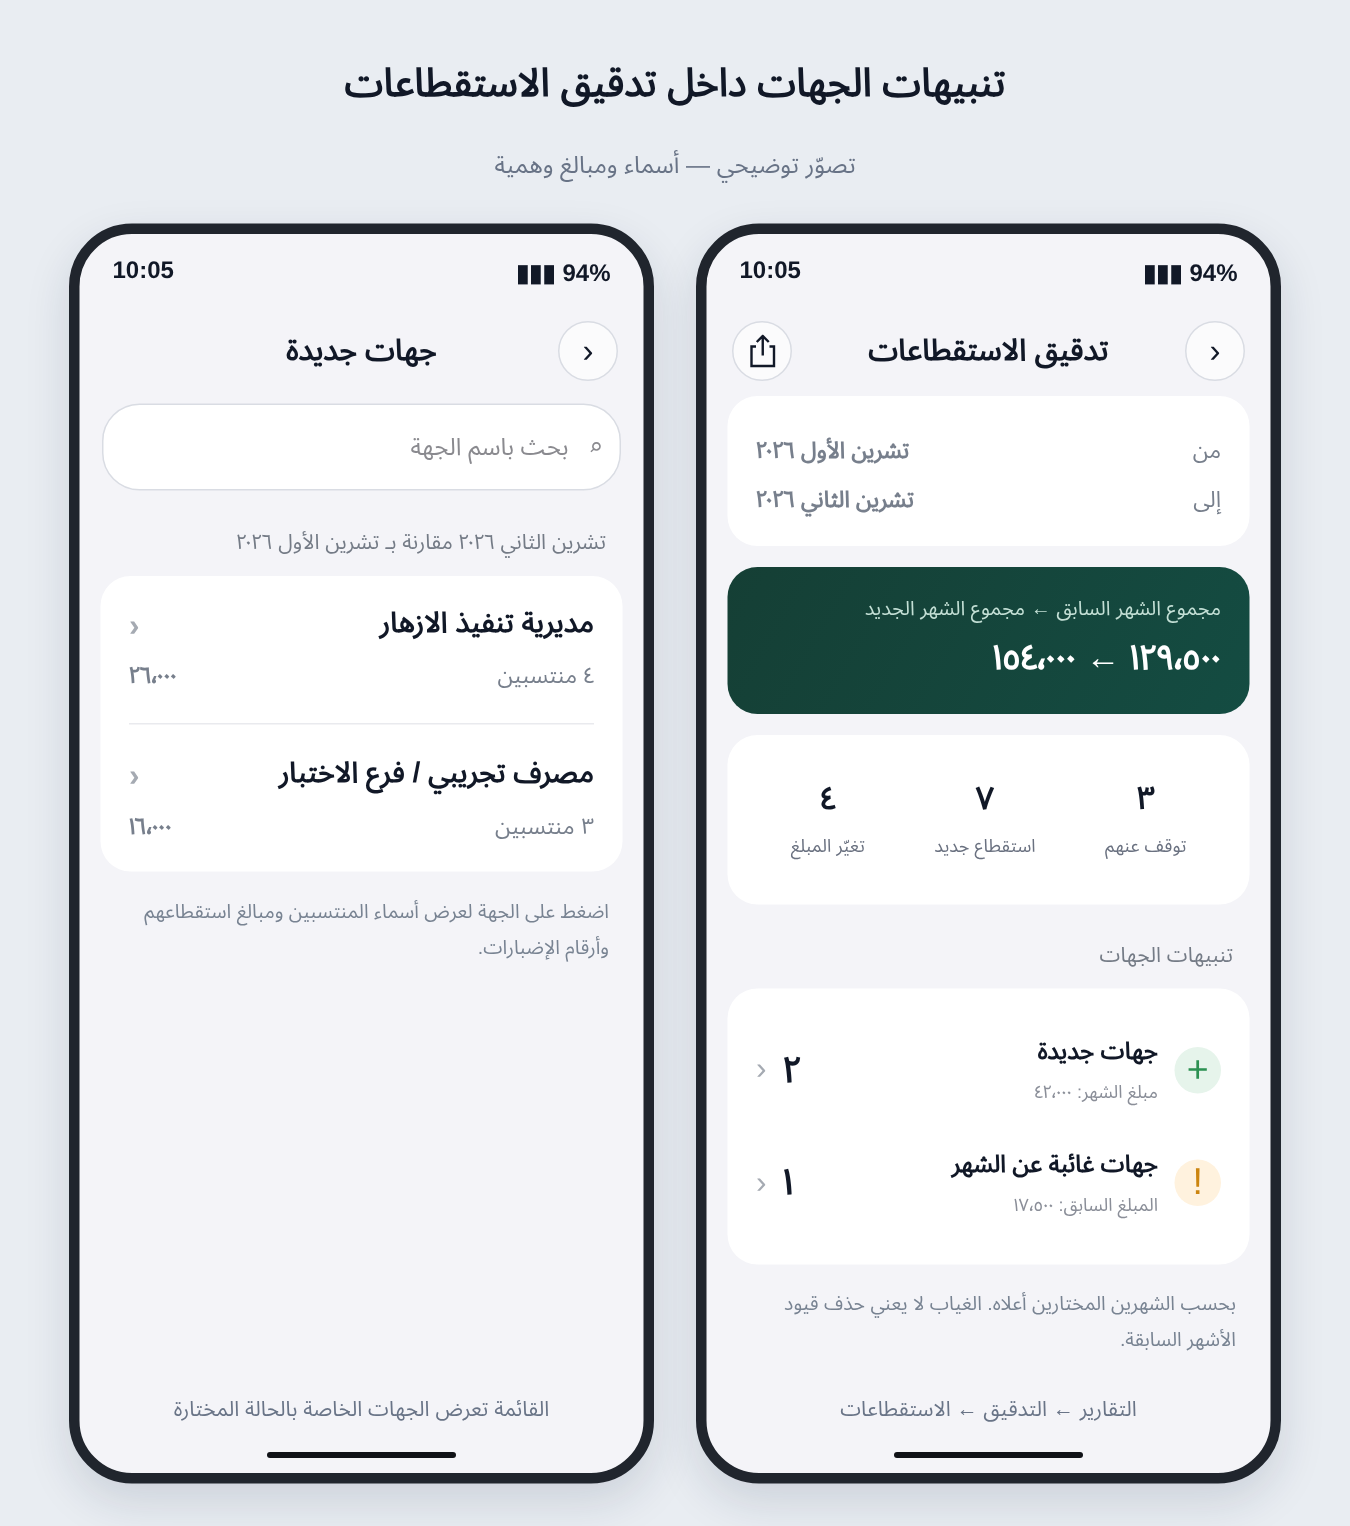 تنبيهات الجهات داخل تدقيق الاستقطاعات
تصوّر توضيحي — أسماء ومبالغ وهمية
10:05
94%
تدقيق الاستقطاعات
من
تشرين الأول ٢٠٢٦
إلى
تشرين الثاني ٢٠٢٦
مجموع الشهر السابق ← مجموع الشهر الجديد
١٢٩،٥٠٠ ← ١٥٤،٠٠٠
٣
٧
٤
توقف عنهم
استقطاع جديد
تغيّر المبلغ
تنبيهات الجهات
+
جهات جديدة
٢
مبلغ الشهر: ٤٢،٠٠٠
!
جهات غائبة عن الشهر
١
المبلغ السابق: ١٧،٥٠٠
بحسب الشهرين المختارين أعلاه. الغياب لا يعني حذف قيود
الأشهر السابقة.
التقارير ← التدقيق ← الاستقطاعات
10:05
94%
جهات جديدة
بحث باسم الجهة
تشرين الثاني ٢٠٢٦ مقارنة بـ تشرين الأول ٢٠٢٦
مديرية تنفيذ الازهار
٤ منتسبين
٢٦،٠٠٠
مصرف تجريبي / فرع الاختبار
٣ منتسبين
١٦،٠٠٠
اضغط على الجهة لعرض أسماء المنتسبين ومبالغ استقطاعهم
وأرقام الإضبارات.
القائمة تعرض الجهات الخاصة بالحالة المختارة